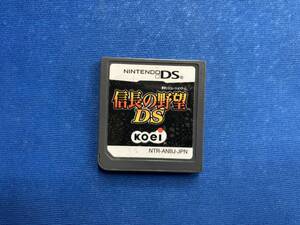 NINTENDO DS
信長の野望
DS
KOEI
NTR-ANBJ-JPN